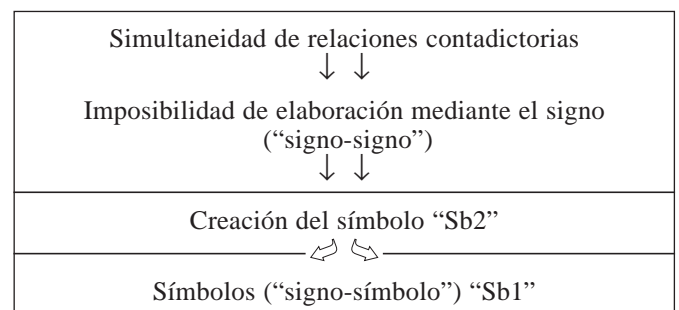 Simultaneidad de relaciones contadictorias
↓ ↓
Imposibilidad de elaboración mediante el signo
(“signo-signo”)
↓ ↓
Creación del símbolo “Sb2”
Símbolos (“signo-símbolo”) “Sb1”